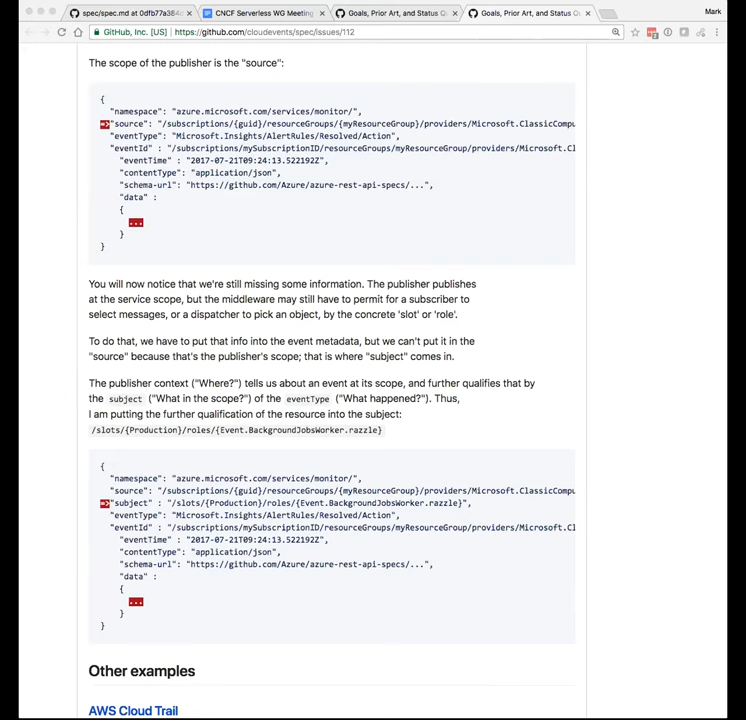 spec/spec.md at 0dfb77a384
CNCF Serverless WG Meeting
Goals, Prior Art, and Status Q
Goals, Prior Art, and Status Qu
Mark
GitHub, Inc. [US] | https://github.com/cloudevents/spec/issues/112
The scope of the publisher is the "source":
{
"namespace": "azure.microsoft.com/services/monitor/",
=>"source": "/subscriptions/{guid}/resourceGroups/{myResourceGroup}/providers/Microsoft.ClassicCompu
"eventType": "Microsoft.Insights/AlertRules/Resolved/Action",
"eventId" : "/subscriptions/mySubscriptionID/resourceGroups/myResourceGroup/providers/Microsoft.Cl
"eventTime" : "2017-07-21T09:24:13.522192Z",
"contentType": "application/json",
"schema-url": "https://github.com/Azure/azure-rest-api-specs/...",
"data" :
{
...
}
}
You will now notice that we're still missing some information. The publisher publishes
at the service scope, but the middleware may still have to permit for a subscriber to
select messages, or a dispatcher to pick an object, by the concrete 'slot' or 'role'.
To do that, we have to put that info into the event metadata, but we can't put it in the
"source" because that's the publisher's scope; that is where "subject" comes in.
The publisher context ("Where?") tells us about an event at its scope, and further qualifies that by
the subject ("What in the scope?") of the eventType ("What happened?"). Thus,
I am putting the further qualification of the resource into the subject:
/slots/{Production}/roles/{Event.BackgroundJobsWorker.razzle}
{
"namespace": "azure.microsoft.com/services/monitor/",
"source": "/subscriptions/{guid}/resourceGroups/{myResourceGroup}/providers/Microsoft.ClassicCompu
=>"subject" : "/slots/{Production}/roles/{Event.BackgroundJobsWorker.razzle}",
"eventType": "Microsoft.Insights/AlertRules/Resolved/Action",
"eventId" : "/subscriptions/mySubscriptionID/resourceGroups/myResourceGroup/providers/Microsoft.Cl
"eventTime" : "2017-07-21T09:24:13.522192Z",
"contentType": "application/json",
"schema-url": "https://github.com/Azure/azure-rest-api-specs/...",
"data" :
{
...
}
}
Other examples
AWS Cloud Trail